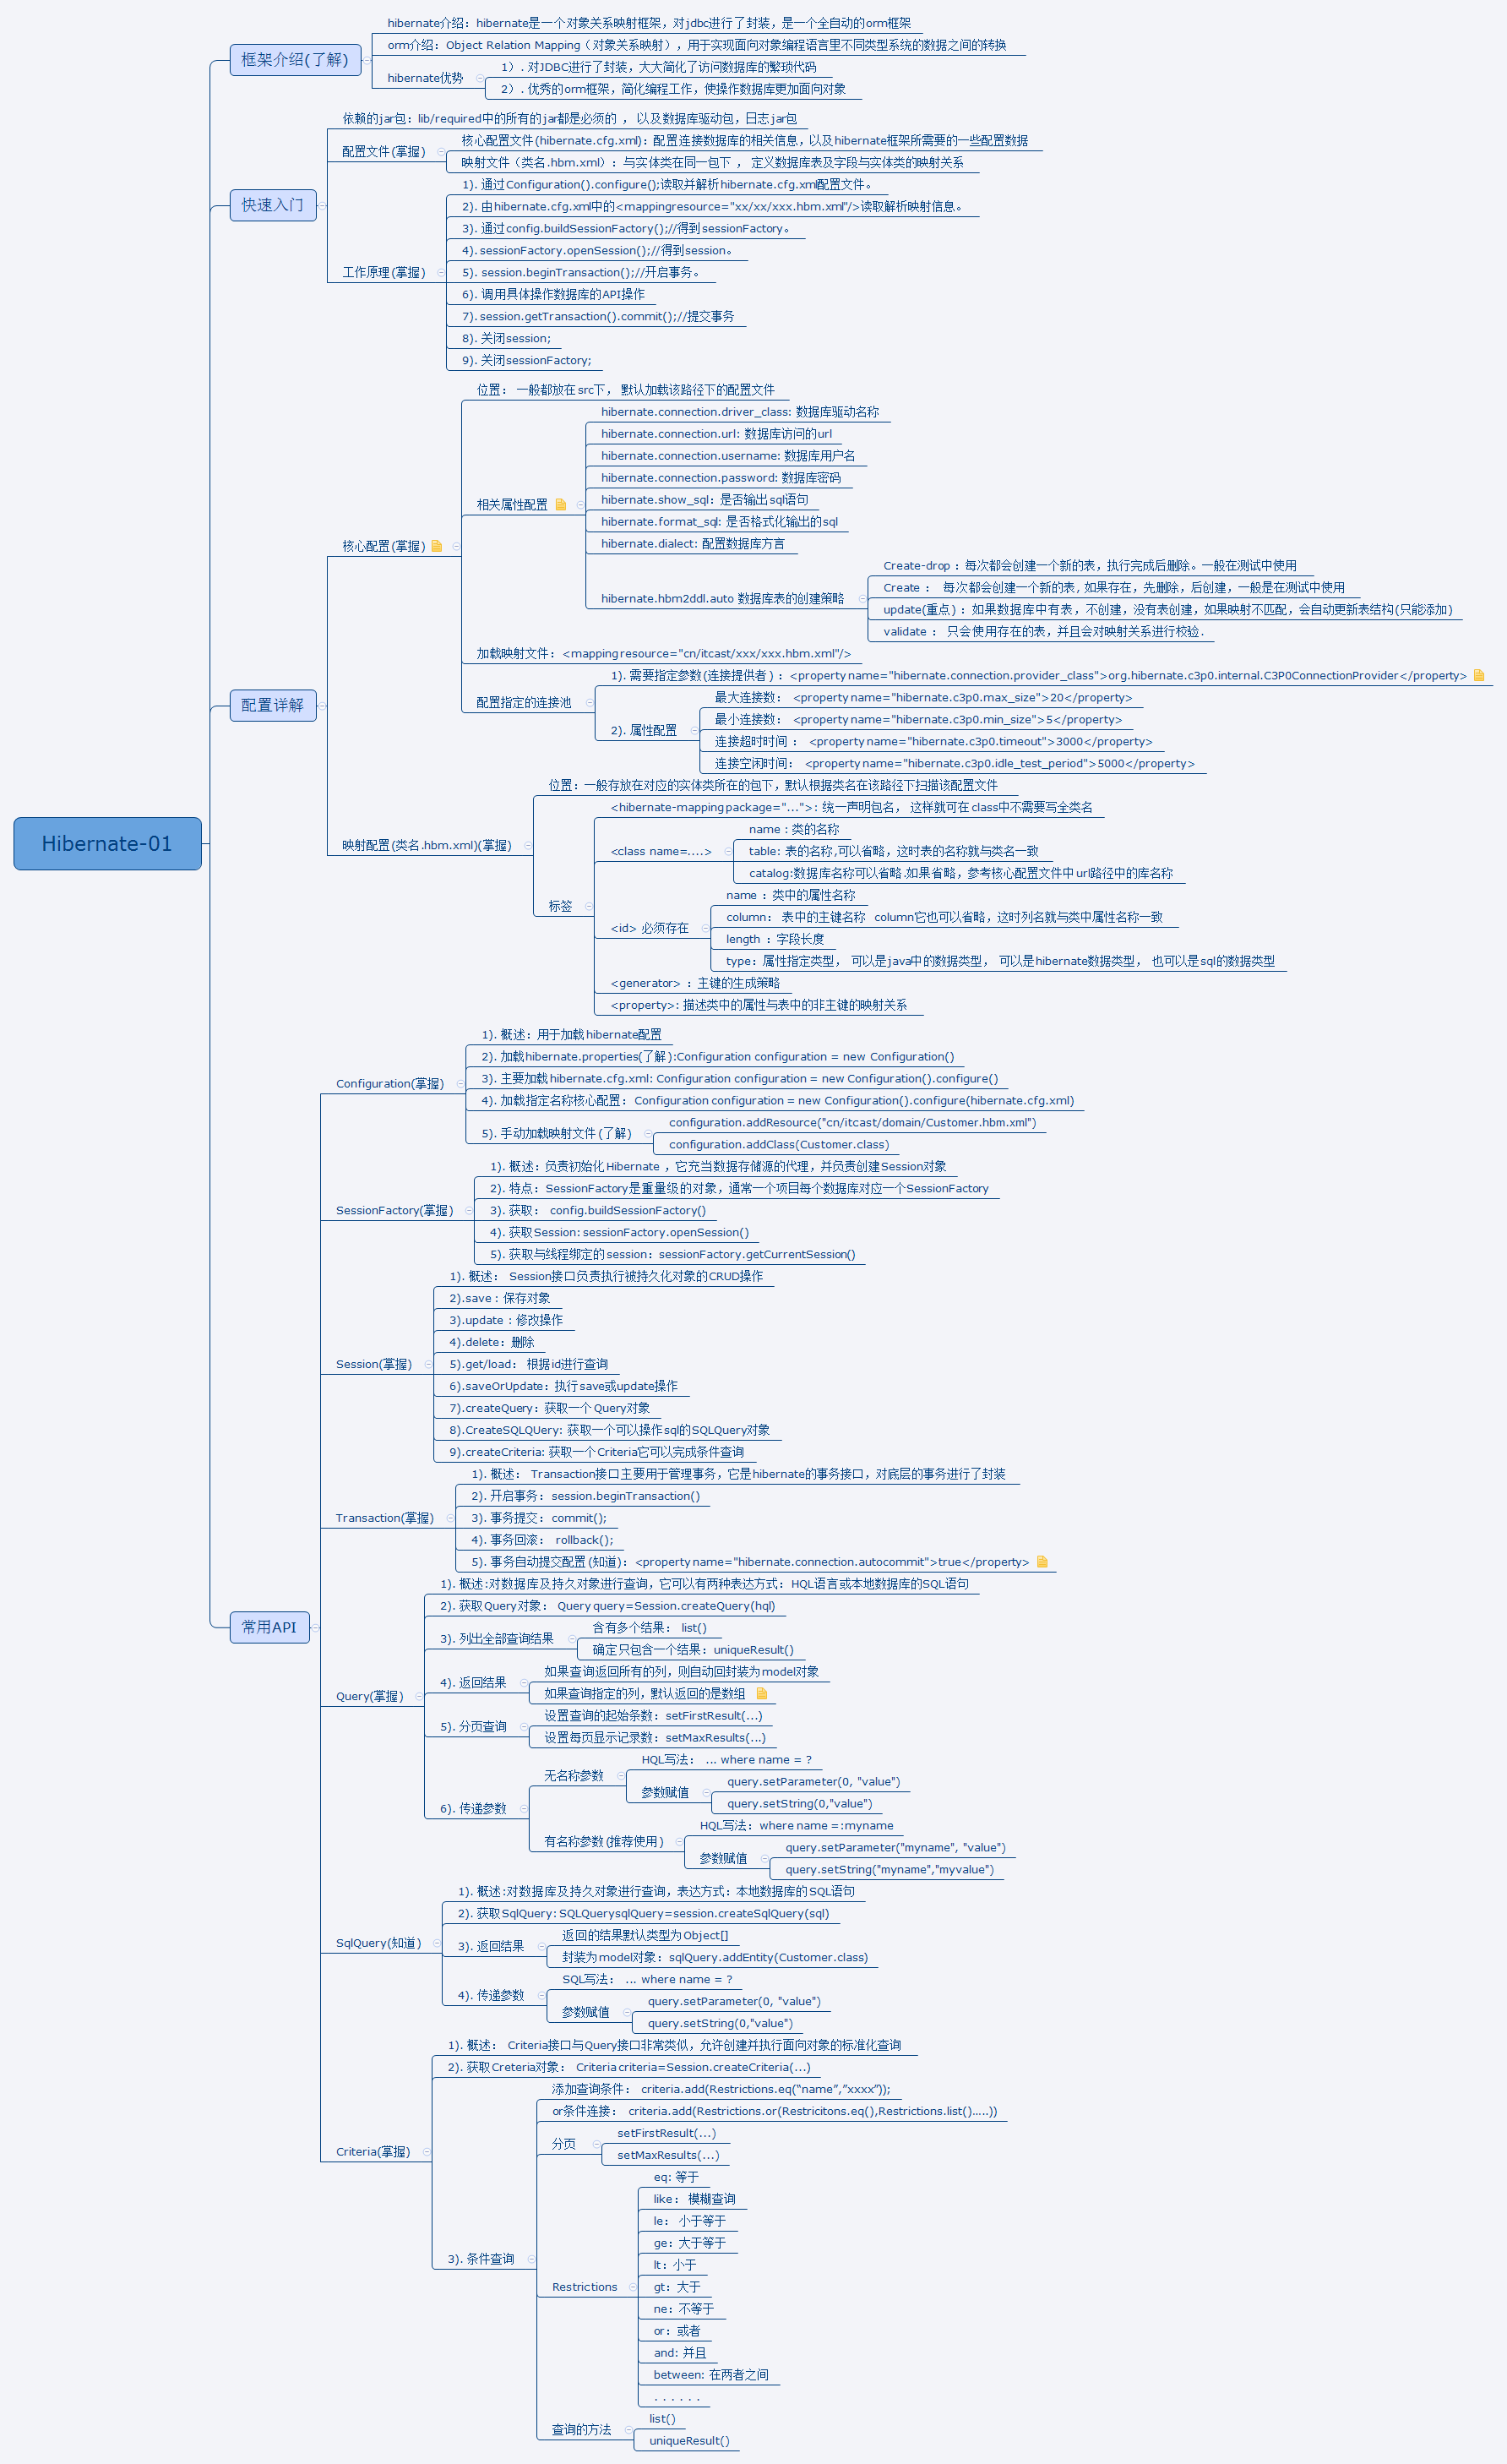 Hibernate-01
框架介绍(了解)
hibernate介绍：hibernate是一个对象关系映射框架，对jdbc进行了封装，是一个全自动的orm框架
orm介绍：Object Relation Mapping（对象关系映射），用于实现面向对象编程语言里不同类型系统的数据之间的转换
hibernate优势
1）. 对JDBC进行了封装，大大简化了访问数据库的繁琐代码
2）. 优秀的orm框架，简化编程工作，使操作数据库更加面向对象
快速入门
依赖的jar包：lib/required中的所有的jar都是必须的 ，以及数据库驱动包，日志jar包
配置文件(掌握)
核心配置文件(hibernate.cfg.xml)：配置连接数据库的相关信息，以及hibernate框架所需要的一些配置数据
映射文件（类名.hbm.xml）：与实体类在同一包下 ， 定义数据库表及字段与实体类的映射关系
工作原理(掌握)
1). 通过Configuration().configure();读取并解析hibernate.cfg.xml配置文件。
2). 由hibernate.cfg.xml中的<mappingresource="xx/xx/xxx.hbm.xml"/>读取解析映射信息。
3). 通过config.buildSessionFactory();//得到sessionFactory。
4). sessionFactory.openSession();//得到session。
5). session.beginTransaction();//开启事务。
6). 调用具体操作数据库的API操作
7). session.getTransaction().commit();//提交事务
8). 关闭session;
9). 关闭sessionFactory;
配置详解
核心配置(掌握)
位置： 一般都放在src下， 默认加载该路径下的配置文件
相关属性配置
hibernate.connection.driver_class: 数据库驱动名称
hibernate.connection.url: 数据库访问的url
hibernate.connection.username: 数据库用户名
hibernate.connection.password: 数据库密码
hibernate.show_sql：是否输出sql语句
hibernate.format_sql: 是否格式化输出的sql
hibernate.dialect: 配置数据库方言
hibernate.hbm2ddl.auto 数据库表的创建策略
Create-drop：每次都会创建一个新的表，执行完成后删除。一般在测试中使用
Create： 每次都会创建一个新的表, 如果存在，先删除，后创建，一般是在测试中使用
update(重点)：如果数据库中有表，不创建，没有表创建，如果映射不匹配，会自动更新表结构(只能添加)
validate： 只会使用存在的表，并且会对映射关系进行校验.
加载映射文件：<mapping resource="cn/itcast/xxx/xxx.hbm.xml"/>
配置指定的连接池
1). 需要指定参数(连接提供者)：<property name="hibernate.connection.provider_class">org.hibernate.c3p0.internal.C3P0ConnectionProvider</property>
2). 属性配置
最大连接数： <property name="hibernate.c3p0.max_size">20</property>
最小连接数： <property name="hibernate.c3p0.min_size">5</property>
连接超时时间： <property name="hibernate.c3p0.timeout">3000</property>
连接空闲时间： <property name="hibernate.c3p0.idle_test_period">5000</property>
映射配置(类名.hbm.xml)(掌握)
位置：一般存放在对应的实体类所在的包下，默认根据类名在该路径下扫描该配置文件
标签
<hibernate-mapping package="...">: 统一声明包名， 这样就可在class中不需要写全类名
<class name=....>
name：类的名称
table: 表的名称,可以省略，这时表的名称就与类名一致
catalog:数据库名称可以省略.如果省略，参考核心配置文件中url路径中的库名称
<id> 必须存在
name：类中的属性名称
column： 表中的主键名称 column它也可以省略，这时列名就与类中属性名称一致
length：字段长度
type：属性指定类型， 可以是java中的数据类型， 可以是hibernate数据类型， 也可以是sql的数据类型
<generator>：主键的生成策略
<property>: 描述类中的属性与表中的非主键的映射关系
常用API
Configuration(掌握)
1). 概述：用于加载hibernate配置
2). 加载hibernate.properties(了解):Configuration configuration = new Configuration()
3). 主要加载hibernate.cfg.xml: Configuration configuration = new Configuration().configure()
4). 加载指定名称核心配置：Configuration configuration = new Configuration().configure(hibernate.cfg.xml)
5). 手动加载映射文件(了解)
configuration.addResource("cn/itcast/domain/Customer.hbm.xml")
configuration.addClass(Customer.class)
SessionFactory(掌握)
1). 概述：负责初始化Hibernate ，它充当数据存储源的代理，并负责创建Session对象
2). 特点：SessionFactory是重量级的对象，通常一个项目每个数据库对应一个SessionFactory
3). 获取： config.buildSessionFactory()
4). 获取Session: sessionFactory.openSession()
5). 获取与线程绑定的session：sessionFactory.getCurrentSession()
Session(掌握)
1). 概述： Session接口负责执行被持久化对象的CRUD操作
2).save：保存对象
3).update：修改操作
4).delete：删除
5).get/load： 根据id进行查询
6).saveOrUpdate：执行save或update操作
7).createQuery：获取一个Query对象
8).CreateSQLQUery: 获取一个可以操作sql的SQLQuery对象
9).createCriteria: 获取一个Criteria它可以完成条件查询
Transaction(掌握)
1). 概述： Transaction接口主要用于管理事务，它是hibernate的事务接口，对底层的事务进行了封装
2). 开启事务：session.beginTransaction()
3). 事务提交：commit();
4). 事务回滚： rollback();
5). 事务自动提交配置(知道)：<property name="hibernate.connection.autocommit">true</property>
Query(掌握)
1). 概述:对数据库及持久对象进行查询，它可以有两种表达方式：HQL语言或本地数据库的SQL语句
2). 获取Query对象： Query query=Session.createQuery(hql)
3). 列出全部查询结果
含有多个结果： list()
确定只包含一个结果：uniqueResult()
4). 返回结果
如果查询返回所有的列，则自动回封装为model对象
如果查询指定的列，默认返回的是数组
5). 分页查询
设置查询的起始条数：setFirstResult(...)
设置每页显示记录数：setMaxResults(...)
6). 传递参数
无名称参数
HQL写法： ... where name = ?
参数赋值
query.setParameter(0, "value")
query.setString(0,"value")
有名称参数(推荐使用)
HQL写法：where name =:myname
参数赋值
query.setParameter("myname", "value")
query.setString("myname","myvalue")
SqlQuery(知道)
1). 概述:对数据库及持久对象进行查询，表达方式：本地数据库的SQL语句
2). 获取SqlQuery: SQLQuerysqlQuery=session.createSqlQuery(sql)
3). 返回结果
返回的结果默认类型为Object[]
封装为model对象：sqlQuery.addEntity(Customer.class)
4). 传递参数
SQL写法： ... where name = ?
参数赋值
query.setParameter(0, "value")
query.setString(0,"value")
Criteria(掌握)
1). 概述： Criteria接口与Query接口非常类似，允许创建并执行面向对象的标准化查询
2). 获取Creteria对象： Criteria criteria=Session.createCriteria(...)
3). 条件查询
添加查询条件： criteria.add(Restrictions.eq(“name”,”xxxx”));
or条件连接： criteria.add(Restrictions.or(Restricitons.eq(),Restrictions.list().....))
分页
setFirstResult(...)
setMaxResults(...)
Restrictions
eq: 等于
like： 模糊查询
le： 小于等于
ge：大于等于
lt：小于
gt：大于
ne：不等于
or：或者
and: 并且
between: 在两者之间
. . . . . .
查询的方法
list()
uniqueResult()